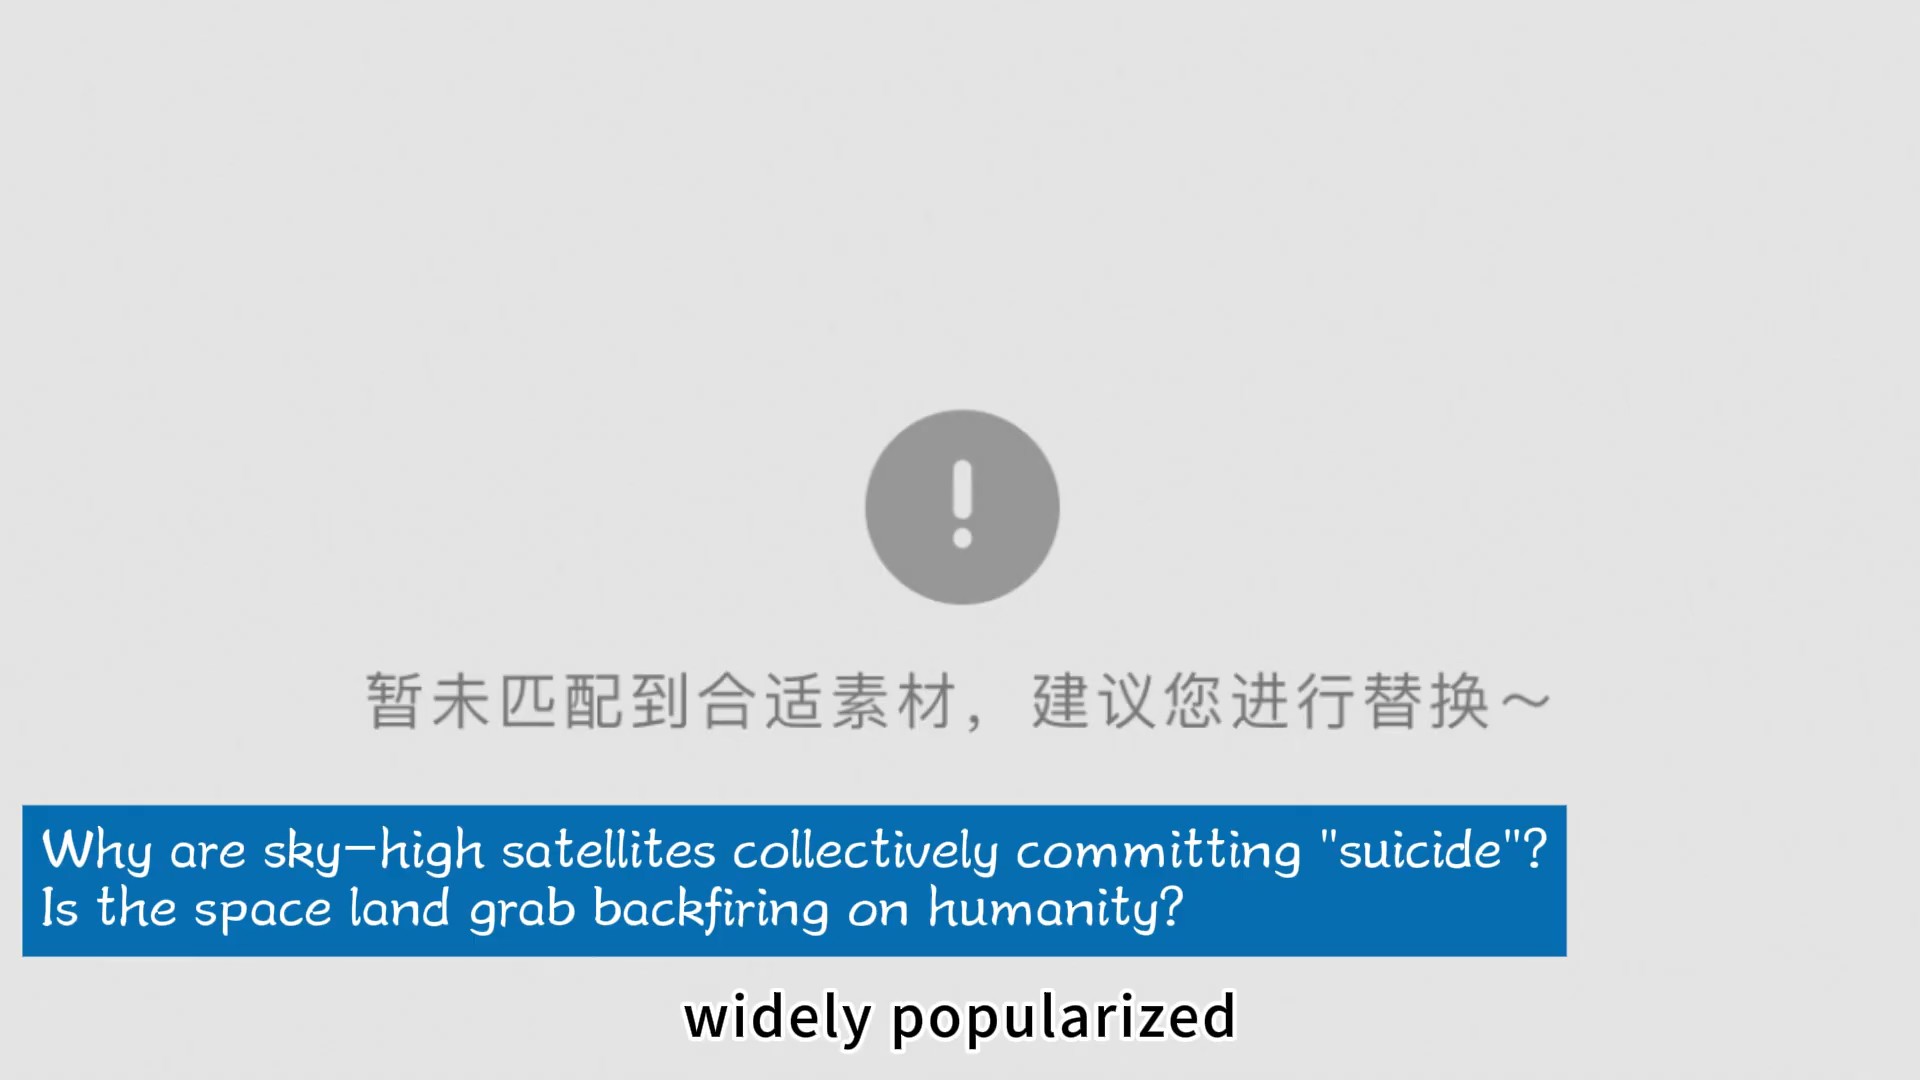 暂未匹配到合适素材，建议您进行替换～
Why are sky-high satellites collectively committing "suicide"?
Is the space land grab backfiring on humanity?
widely popularized